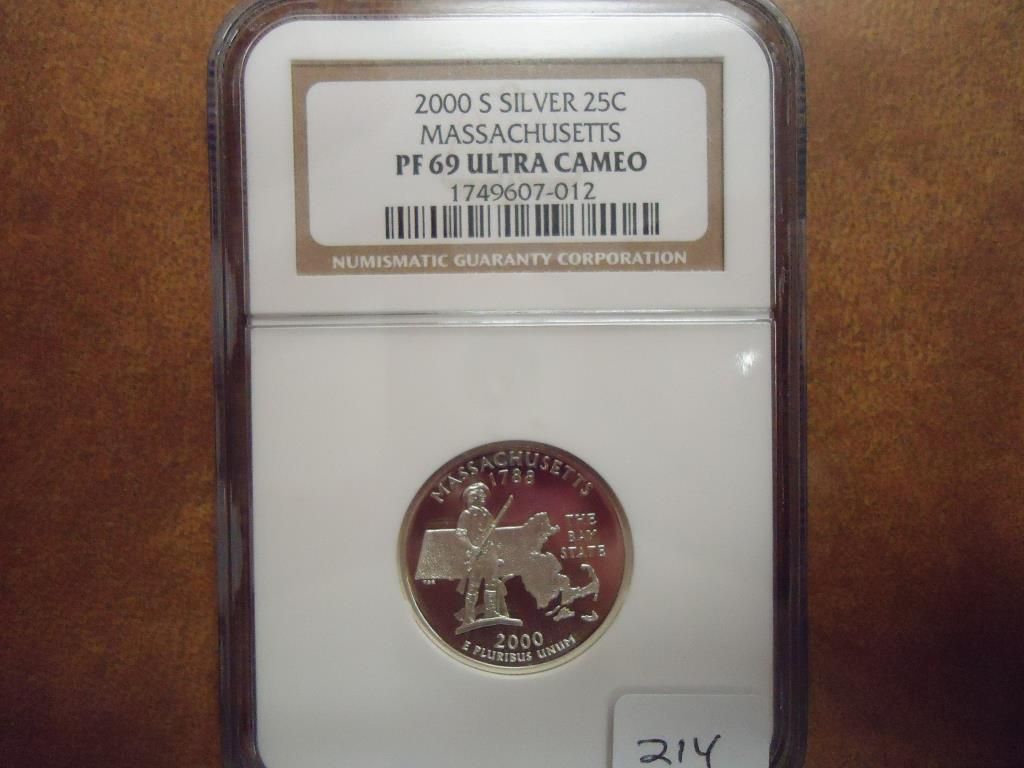 2000 S SILVER 25C
MASSACHUSETTS
PF 69 ULTRA CAMEO
1749607-012
NUMISMATIC GUARANTY CORPORATION
MASSACHUSETTS
1788
THE
BAY
STATE
2000
E PLURIBUS UNUM
214